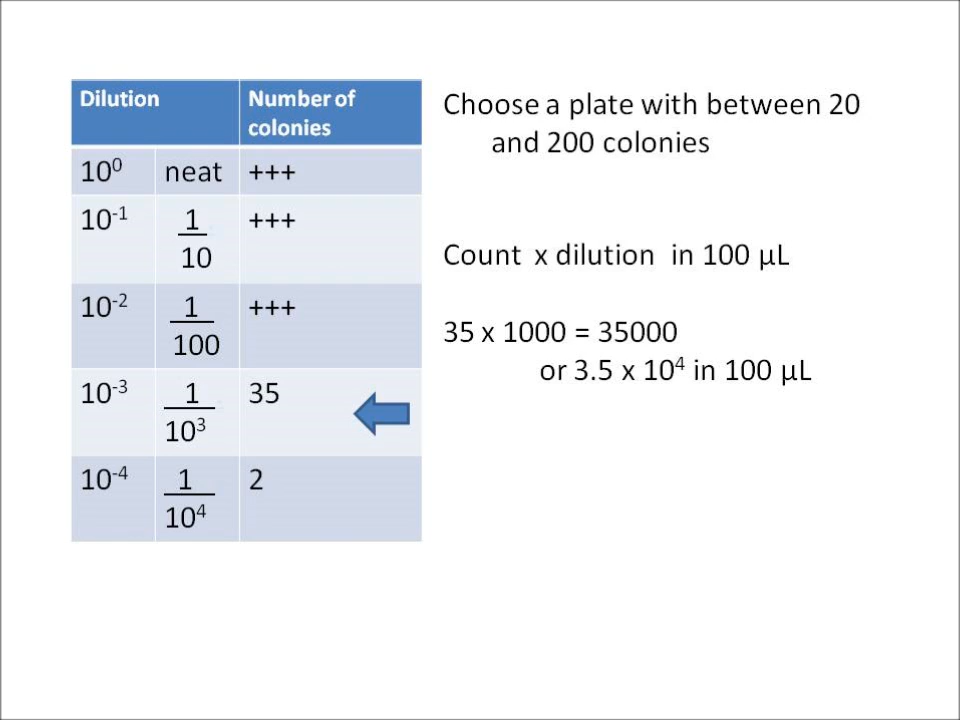 Dilution Number of
colonies
10⁰ neat +++
10⁻¹ 1 +++
10
10⁻² 1 +++
100
10⁻³ 1 35
10³
10⁻⁴ 1 2
10⁴
Choose a plate with between 20
and 200 colonies
Count x dilution in 100 µL
35 x 1000 = 35000
or 3.5 x 10⁴ in 100 µL